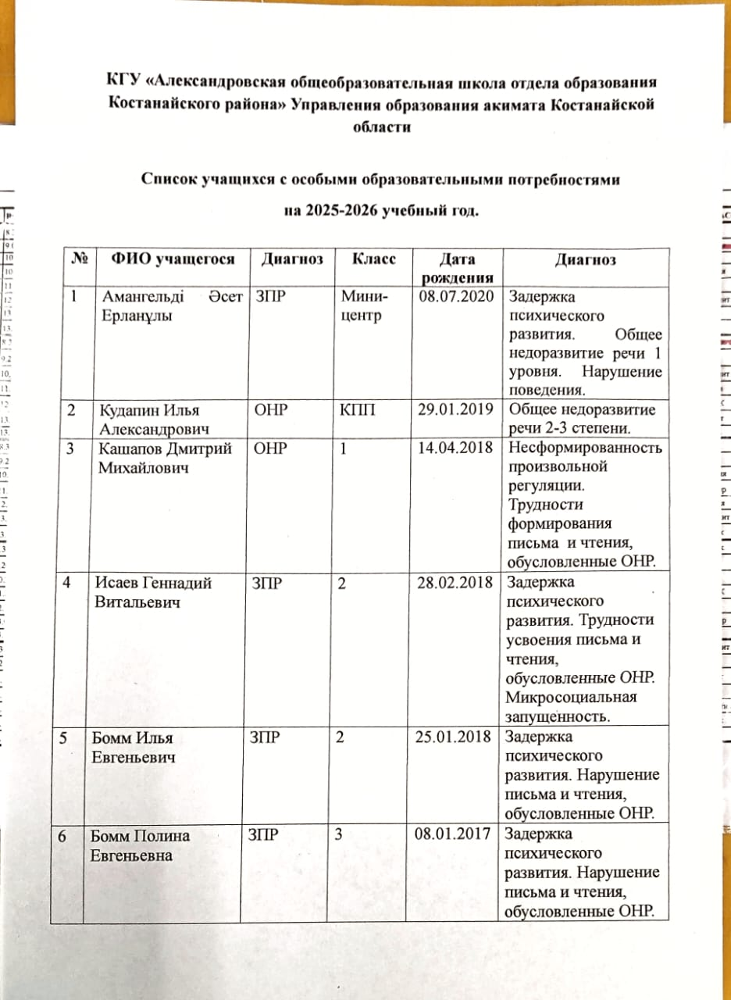 КГУ «Александровская общеобразовательная школа отдела образования
Костанайского района» Управления образования акимата Костанайской
области
Список учащихся с особыми образовательными потребностями
на 2025-2026 учебный год.
№ ФИО учащегося Диагноз Класс Дата рождения Диагноз
1 Амангельді Әсет ЗПР Мини- 08.07.2020 Задержка
Ерланұлы центр психического
развития. Общее
недоразвитие речи 1
уровня. Нарушение
поведения.
2 Кудапин Илья ОНР КПП 29.01.2019 Общее недоразвитие
Александрович речи 2-3 степени.
3 Кашапов Дмитрий ОНР 1 14.04.2018 Несформированность
Михайлович произвольной
регуляции.
Трудности
формирования
письма и чтения,
обусловленные ОНР.
4 Исаев Геннадий ЗПР 2 28.02.2018 Задержка
Витальевич психического
развития. Трудности
усвоения письма и
чтения,
обусловленные ОНР.
Микросоциальная
запущенность.
5 Бомм Илья ЗПР 2 25.01.2018 Задержка
Евгеньевич психического
развития. Нарушение
письма и чтения,
обусловленные ОНР.
6 Бомм Полина ЗПР 3 08.01.2017 Задержка
Евгеньевна психического
развития. Нарушение
письма и чтения,
обусловленные ОНР.